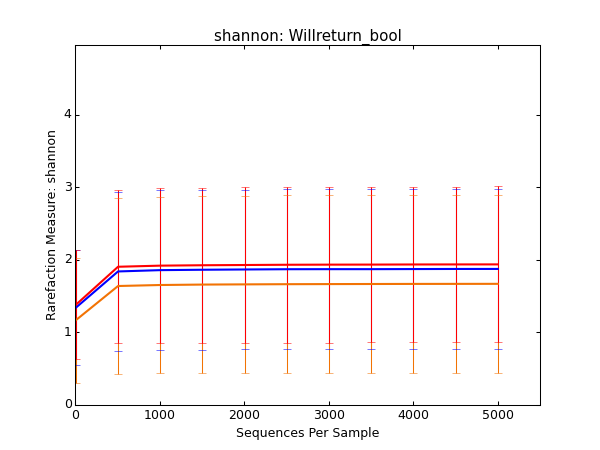 shannon: Willreturn_bool
Rarefaction Measure: shannon
4
3
2
1
0
0 1000 2000 3000 4000 5000
Sequences Per Sample